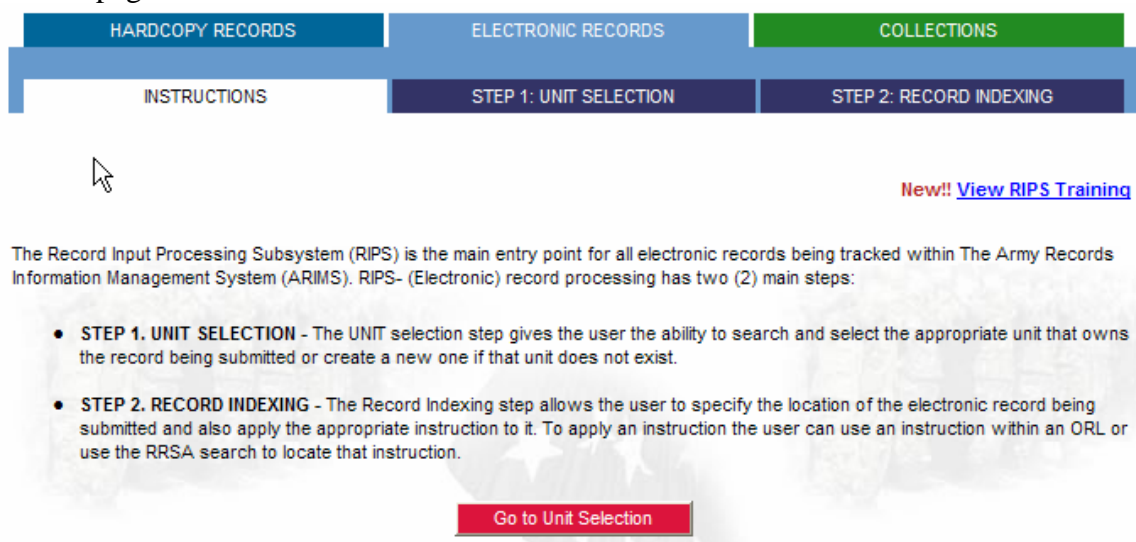 HARDCOPY RECORDS ELECTRONIC RECORDS COLLECTIONS
INSTRUCTIONS STEP 1: UNIT SELECTION STEP 2: RECORD INDEXING
New!! View RIPS Training
The Record Input Processing Subsystem (RIPS) is the main entry point for all electronic records being tracked within The Army Records
Information Management System (ARIMS). RIPS- (Electronic) record processing has two (2) main steps:
• STEP 1. UNIT SELECTION - The UNIT selection step gives the user the ability to search and select the appropriate unit that owns
the record being submitted or create a new one if that unit does not exist.
• STEP 2. RECORD INDEXING - The Record Indexing step allows the user to specify the location of the electronic record being
submitted and also apply the appropriate instruction to it. To apply an instruction the user can use an instruction within an ORL or
use the RRSA search to locate that instruction.
Go to Unit Selection